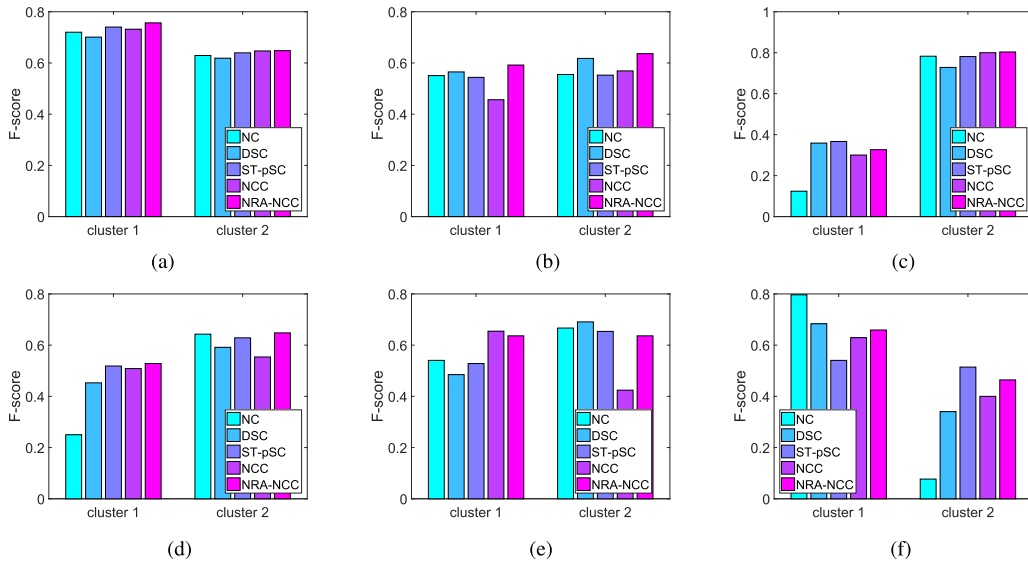 0.8
0.6
0.4
0.2
0
F-score
NC
DSC
ST-pSC
NCC
NRA-NCC
cluster 1 cluster 2
(a)
0.8
0.6
0.4
0.2
0
F-score
NC
DSC
ST-pSC
NCC
NRA-NCC
cluster 1 cluster 2
(b)
1
0.8
0.6
0.4
0.2
0
F-score
NC
DSC
ST-pSC
NCC
NRA-NCC
cluster 1 cluster 2
(c)
0.8
0.6
0.4
0.2
0
F-score
NC
DSC
ST-pSC
NCC
NRA-NCC
cluster 1 cluster 2
(d)
0.8
0.6
0.4
0.2
0
F-score
NC
DSC
ST-pSC
NCC
NRA-NCC
cluster 1 cluster 2
(e)
0.8
0.6
0.4
0.2
0
F-score
NC
DSC
ST-pSC
NCC
NRA-NCC
cluster 1 cluster 2
(f)